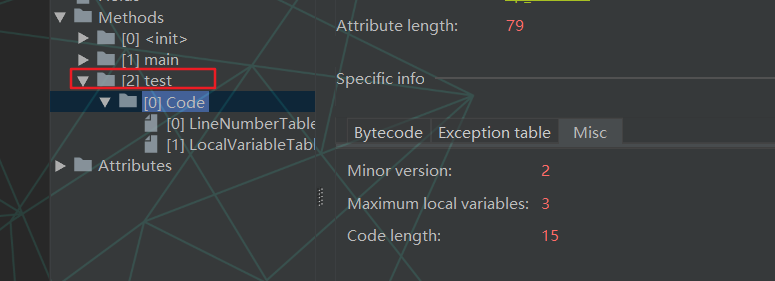 Methods
[0] <init>
[1] main
[2] test
[0] Code
[0] LineNumberTable
[1] LocalVariableTabl
Attributes
Attribute length: 79
Specific info
Bytecode Exception table Misc
Minor version: 2
Maximum local variables: 3
Code length: 15